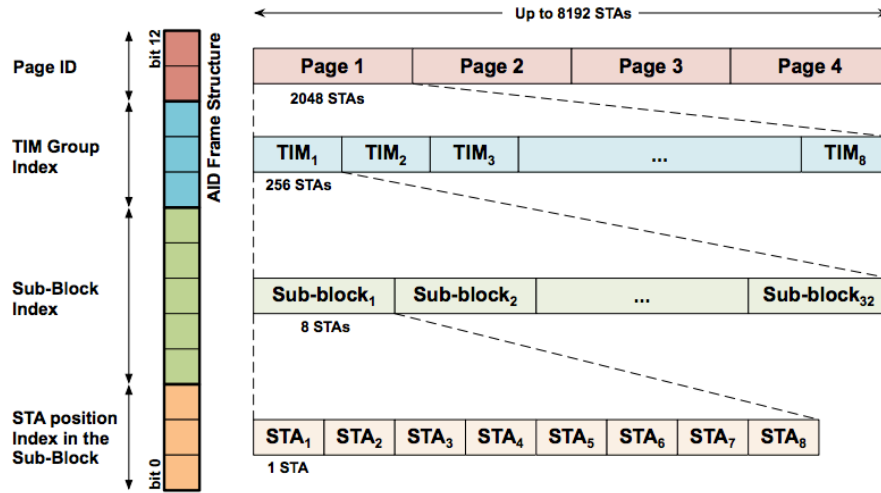 Up to 8192 STAs
bit 12
Page ID
AID Frame Structure
Page 1 Page 2 Page 3 Page 4
2048 STAs
TIM Group
Index
TIM₁ TIM₂ TIM₃ ... TIM₈
256 STAs
Sub-Block
Index
Sub-block₁ Sub-block₂ ... Sub-block₃₂
8 STAs
STA position
Index in the
Sub-Block
STA₁ STA₂ STA₃ STA₄ STA₅ STA₆ STA₇ STA₈
1 STA
bit 0